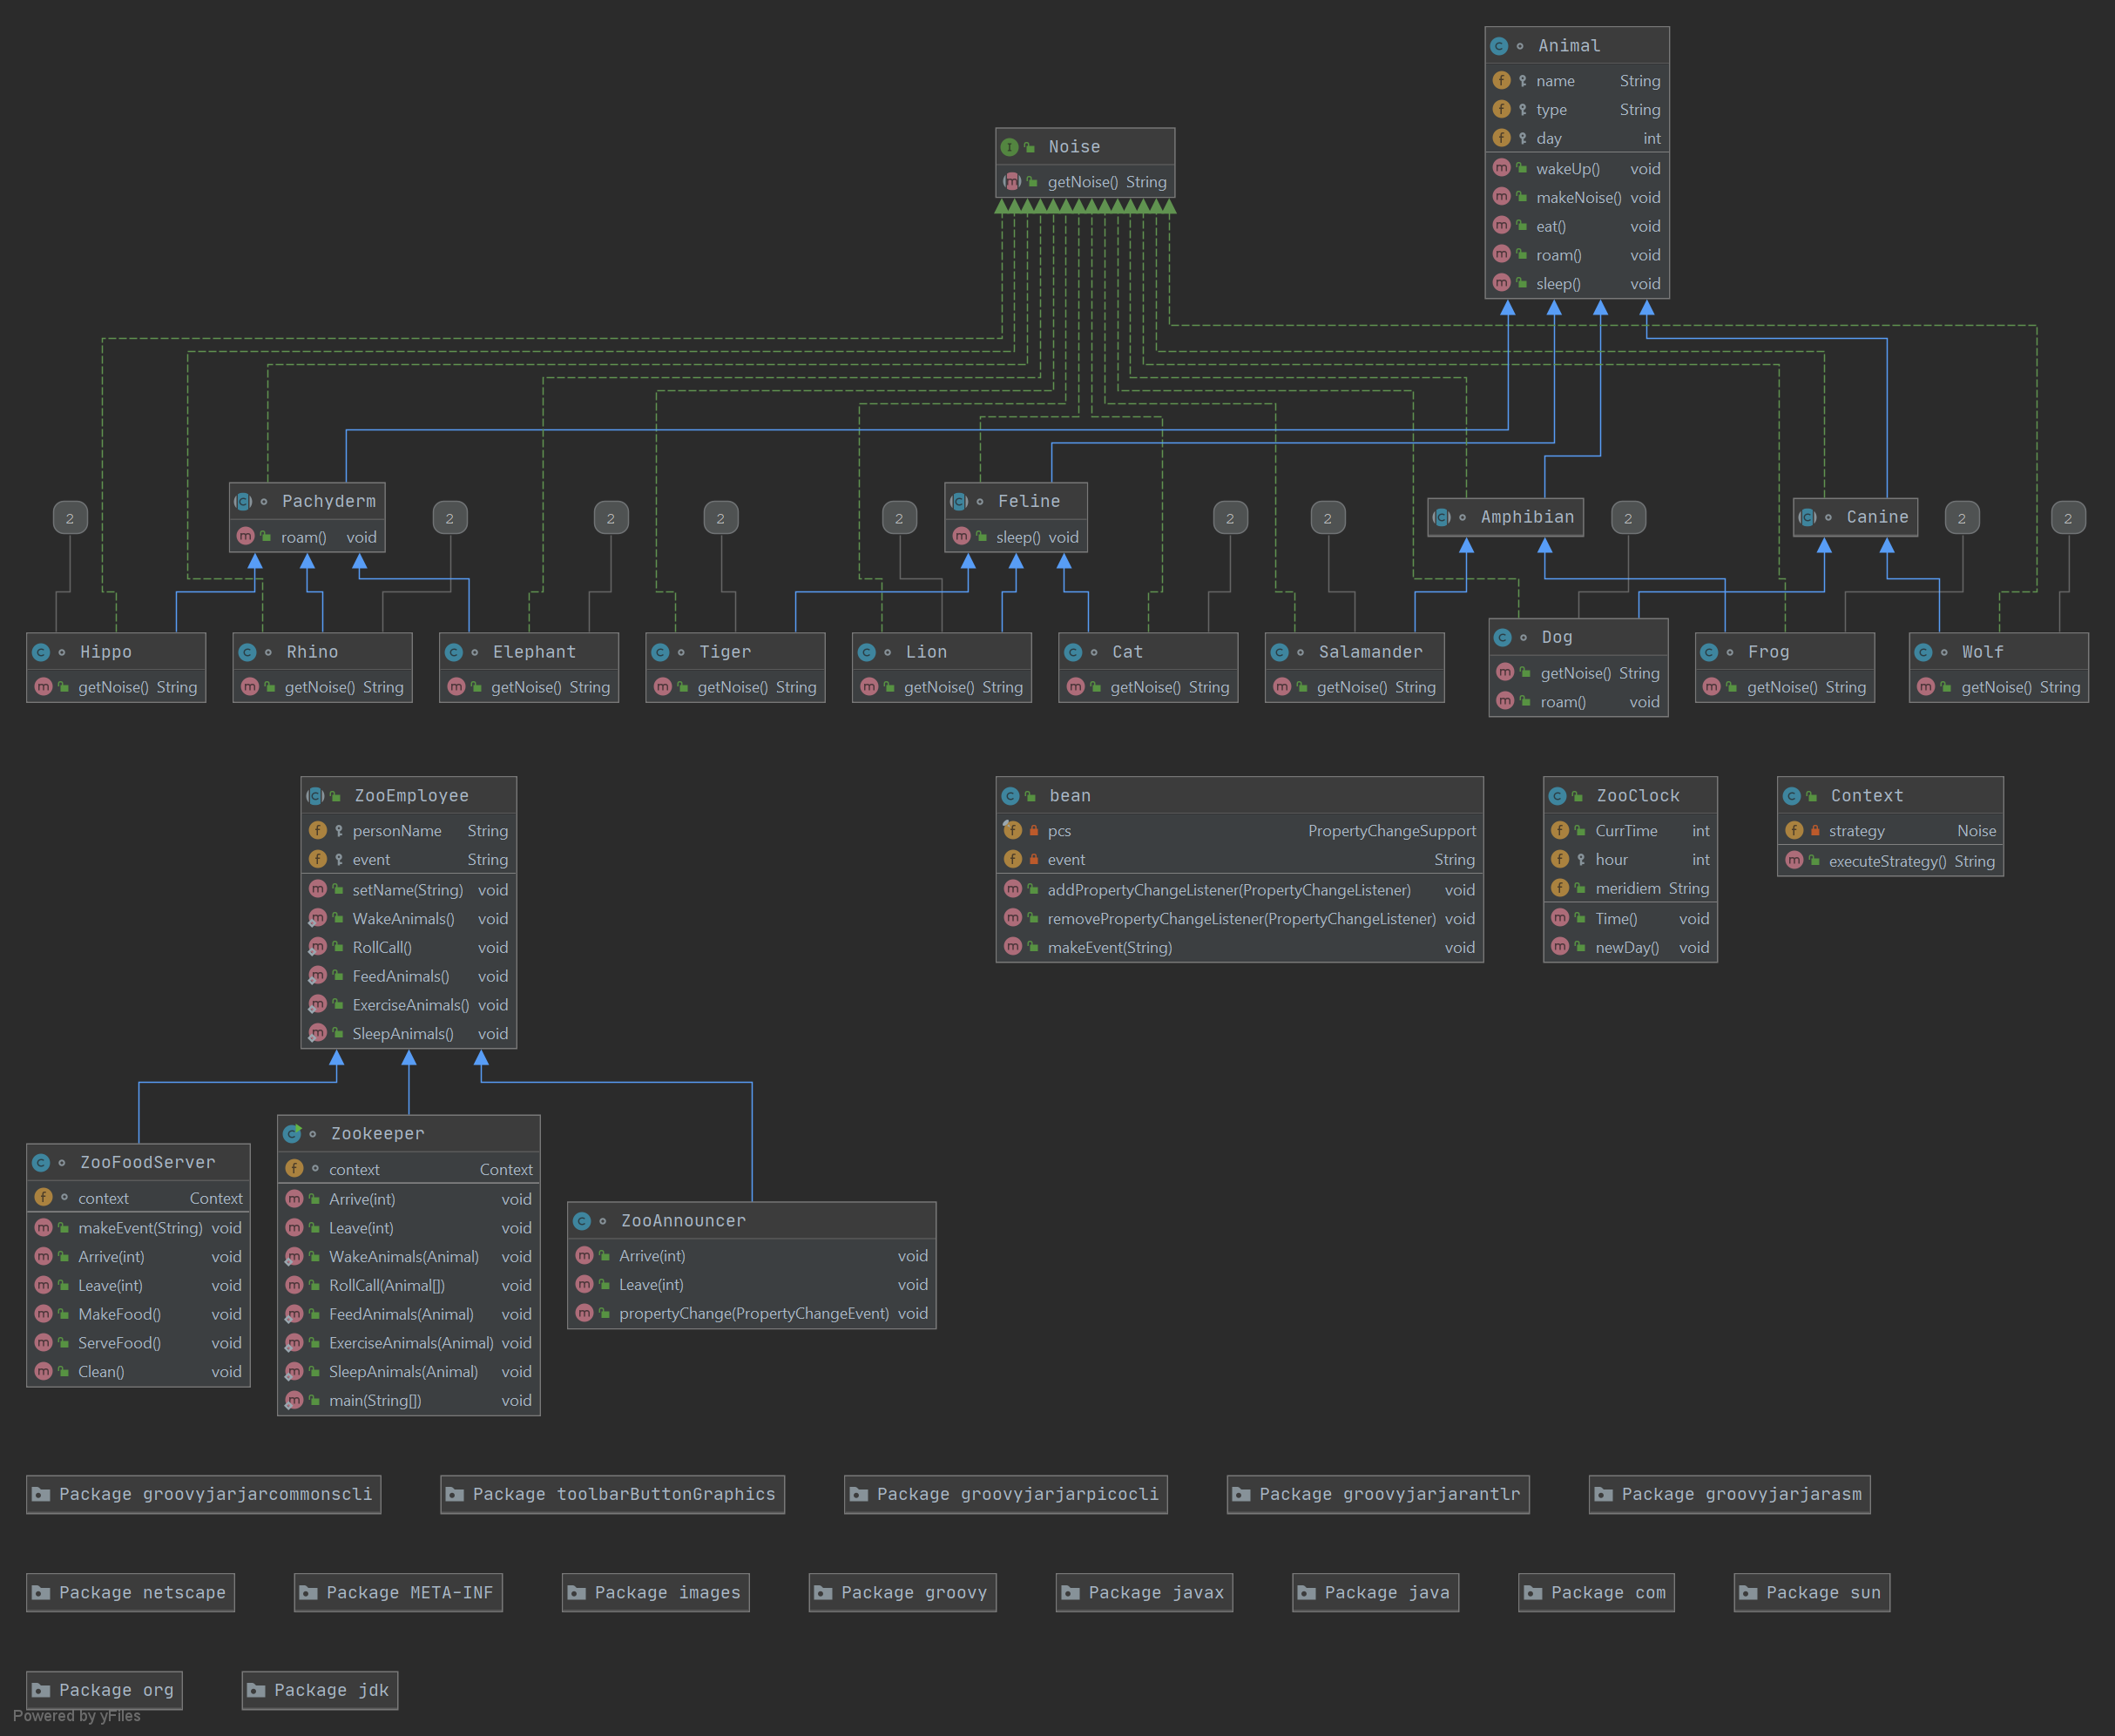 Animal
name String
type String
day int
wakeUp() void
makeNoise() void
eat() void
roam() void
sleep() void
Noise
getNoise() String
Pachyderm
roam() void
Feline
sleep() void
Amphibian
Canine
2
2
2
2
2
2
2
2
2
2
Hippo
getNoise() String
Rhino
getNoise() String
Elephant
getNoise() String
Tiger
getNoise() String
Lion
getNoise() String
Cat
getNoise() String
Salamander
getNoise() String
Dog
getNoise() String
roam() void
Frog
getNoise() String
Wolf
getNoise() String
ZooEmployee
personName String
event String
setName(String) void
WakeAnimals() void
RollCall() void
FeedAnimals() void
ExerciseAnimals() void
SleepAnimals() void
bean
pcs PropertyChangeSupport
event String
addPropertyChangeListener(PropertyChangeListener) void
removePropertyChangeListener(PropertyChangeListener) void
makeEvent(String) void
ZooClock
CurrTime int
hour int
meridiem String
Time() void
newDay() void
Context
strategy Noise
executeStrategy() String
ZooFoodServer
context Context
makeEvent(String) void
Arrive(int) void
Leave(int) void
MakeFood() void
ServeFood() void
Clean() void
Zookeeper
context Context
Arrive(int) void
Leave(int) void
WakeAnimals(Animal) void
RollCall(Animal[]) void
FeedAnimals(Animal) void
ExerciseAnimals(Animal) void
SleepAnimals(Animal) void
main(String[]) void
ZooAnnouncer
Arrive(int) void
Leave(int) void
propertyChange(PropertyChangeEvent) void
Package groovyjarjarcommonscli
Package toolbarButtonGraphics
Package groovyjarjarpicocli
Package groovyjarjarantlr
Package groovyjarjarasm
Package netscape
Package META-INF
Package images
Package groovy
Package javax
Package java
Package com
Package sun
Package org
Package jdk
Powered by yFiles